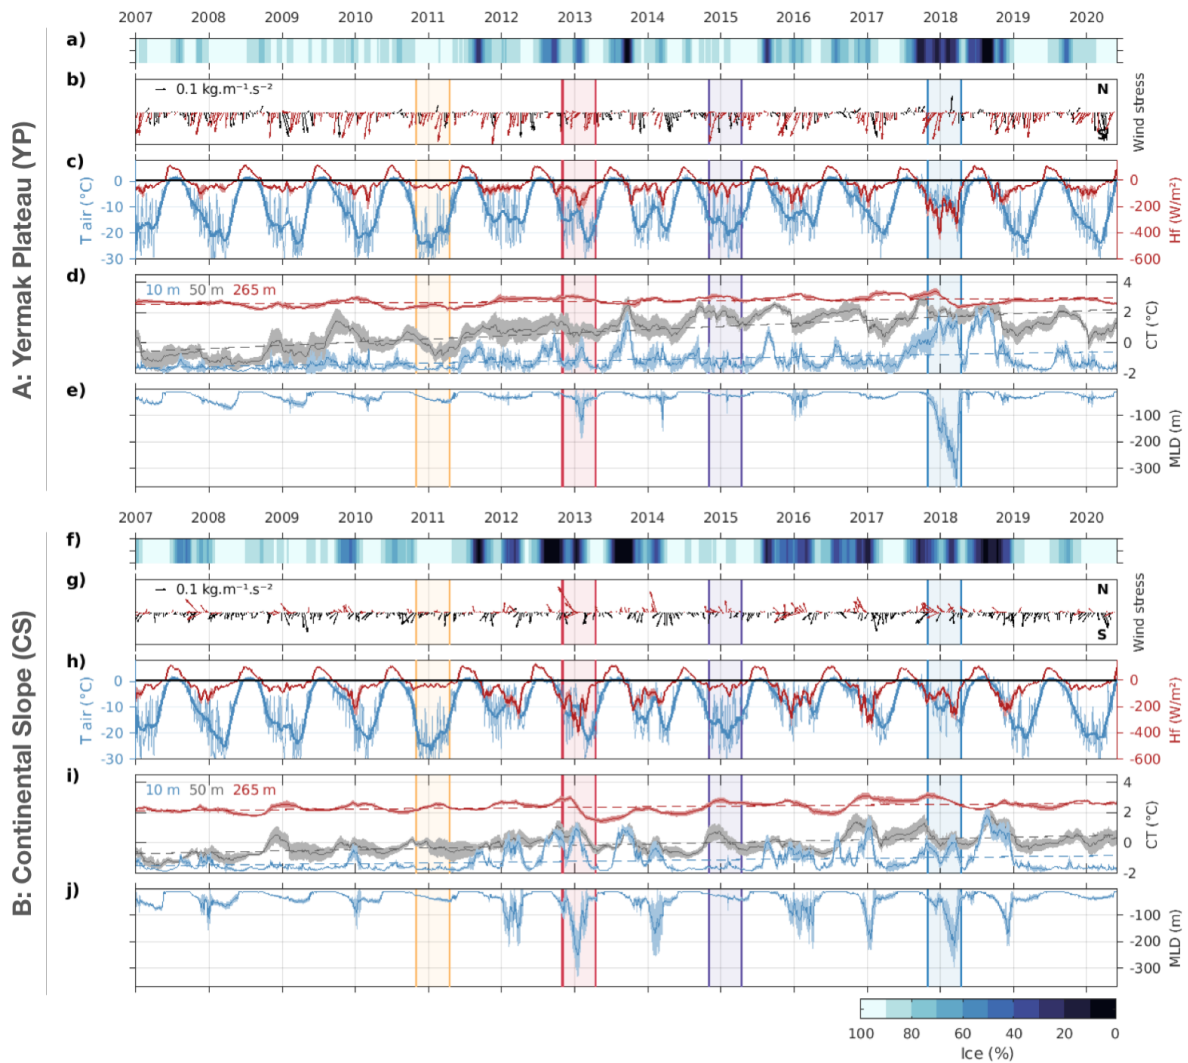 2007 2008 2009 2010 2011 2012 2013 2014 2015 2016 2017 2018 2019 2020
A: Yermak Plateau (YP)
a)
b)
0.1 kg.m⁻¹.s⁻²
N
Wind stress
c)
0
-10
-20
-30
T air (°C)
0
-200
-400
-600
Hf (W/m²)
d)
10 m 50 m 265 m
4
2
0
-2
CT (°C)
e)
-100
-200
-300
MLD (m)
2007 2008 2009 2010 2011 2012 2013 2014 2015 2016 2017 2018 2019 2020
B: Continental Slope (CS)
f)
g)
0.1 kg.m⁻¹.s⁻²
N
S
Wind stress
h)
0
-10
-20
-30
T air (°C)
0
-200
-400
-600
Hf (W/m²)
i)
10 m 50 m 265 m
4
2
0
-2
CT (°C)
j)
-100
-200
-300
MLD (m)
100 80 60 40 20 0
Ice (%)